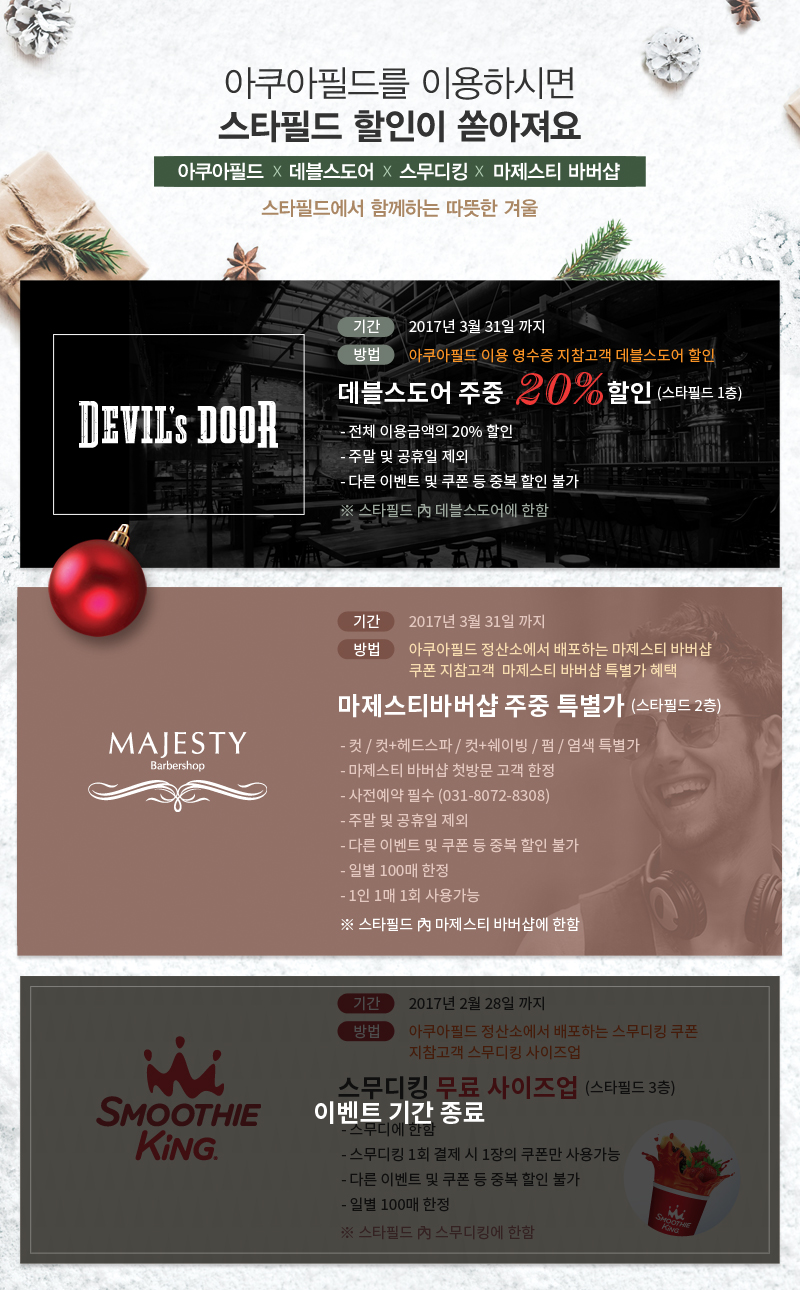 아쿠아필드를 이용하시면
스타필드 할인이 쏟아져요
아쿠아필드 X 데블스도어 X 스무디킹 X 마제스티 바버샵
스타필드에서 함께하는 따뜻한 겨울
DEVIL's DOOR
기간 2017년 3월 31일 까지
방법 아쿠아필드 이용 영수증 지참고객 데블스도어 할인
데블스도어 주중 20%할인 (스타필드 1층)
- 전체 이용금액의 20% 할인
- 주말 및 공휴일 제외
- 다른 이벤트 및 쿠폰 등 중복 할인 불가
※ 스타필드 內 데블스도어에 한함
MAJESTY
Barbershop
기간 2017년 3월 31일 까지
방법 아쿠아필드 정산소에서 배포하는 마제스티 바버샵
쿠폰 지참고객 마제스티 바버샵 특별가 혜택
마제스티바버샵 주중 특별가 (스타필드 2층)
- 컷 / 컷+헤드스파 / 컷+쉐이빙 / 펌 / 염색 특별가
- 마제스티 바버샵 첫방문 고객 한정
- 사전예약 필수 (031-8072-8308)
- 주말 및 공휴일 제외
- 다른 이벤트 및 쿠폰 등 중복 할인 불가
- 일별 100매 한정
- 1인 1매 1회 사용가능
※ 스타필드 內 마제스티 바버샵에 한함
SMOOTHIE
KING.
기간 2017년 2월 28일 까지
방법 아쿠아필드 정산소에서 배포하는 스무디킹 쿠폰
지참고객 스무디킹 사이즈업
스무디킹 무료 사이즈업 (스타필드 3층)
이벤트 기간 종료
- 스무디에 한함
- 스무디킹 1회 결제 시 1장의 쿠폰만 사용가능
- 다른 이벤트 및 쿠폰 등 중복 할인 불가
- 일별 100매 한정
※ 스타필드 內 스무디킹에 한함
SMOOTHIE
KING